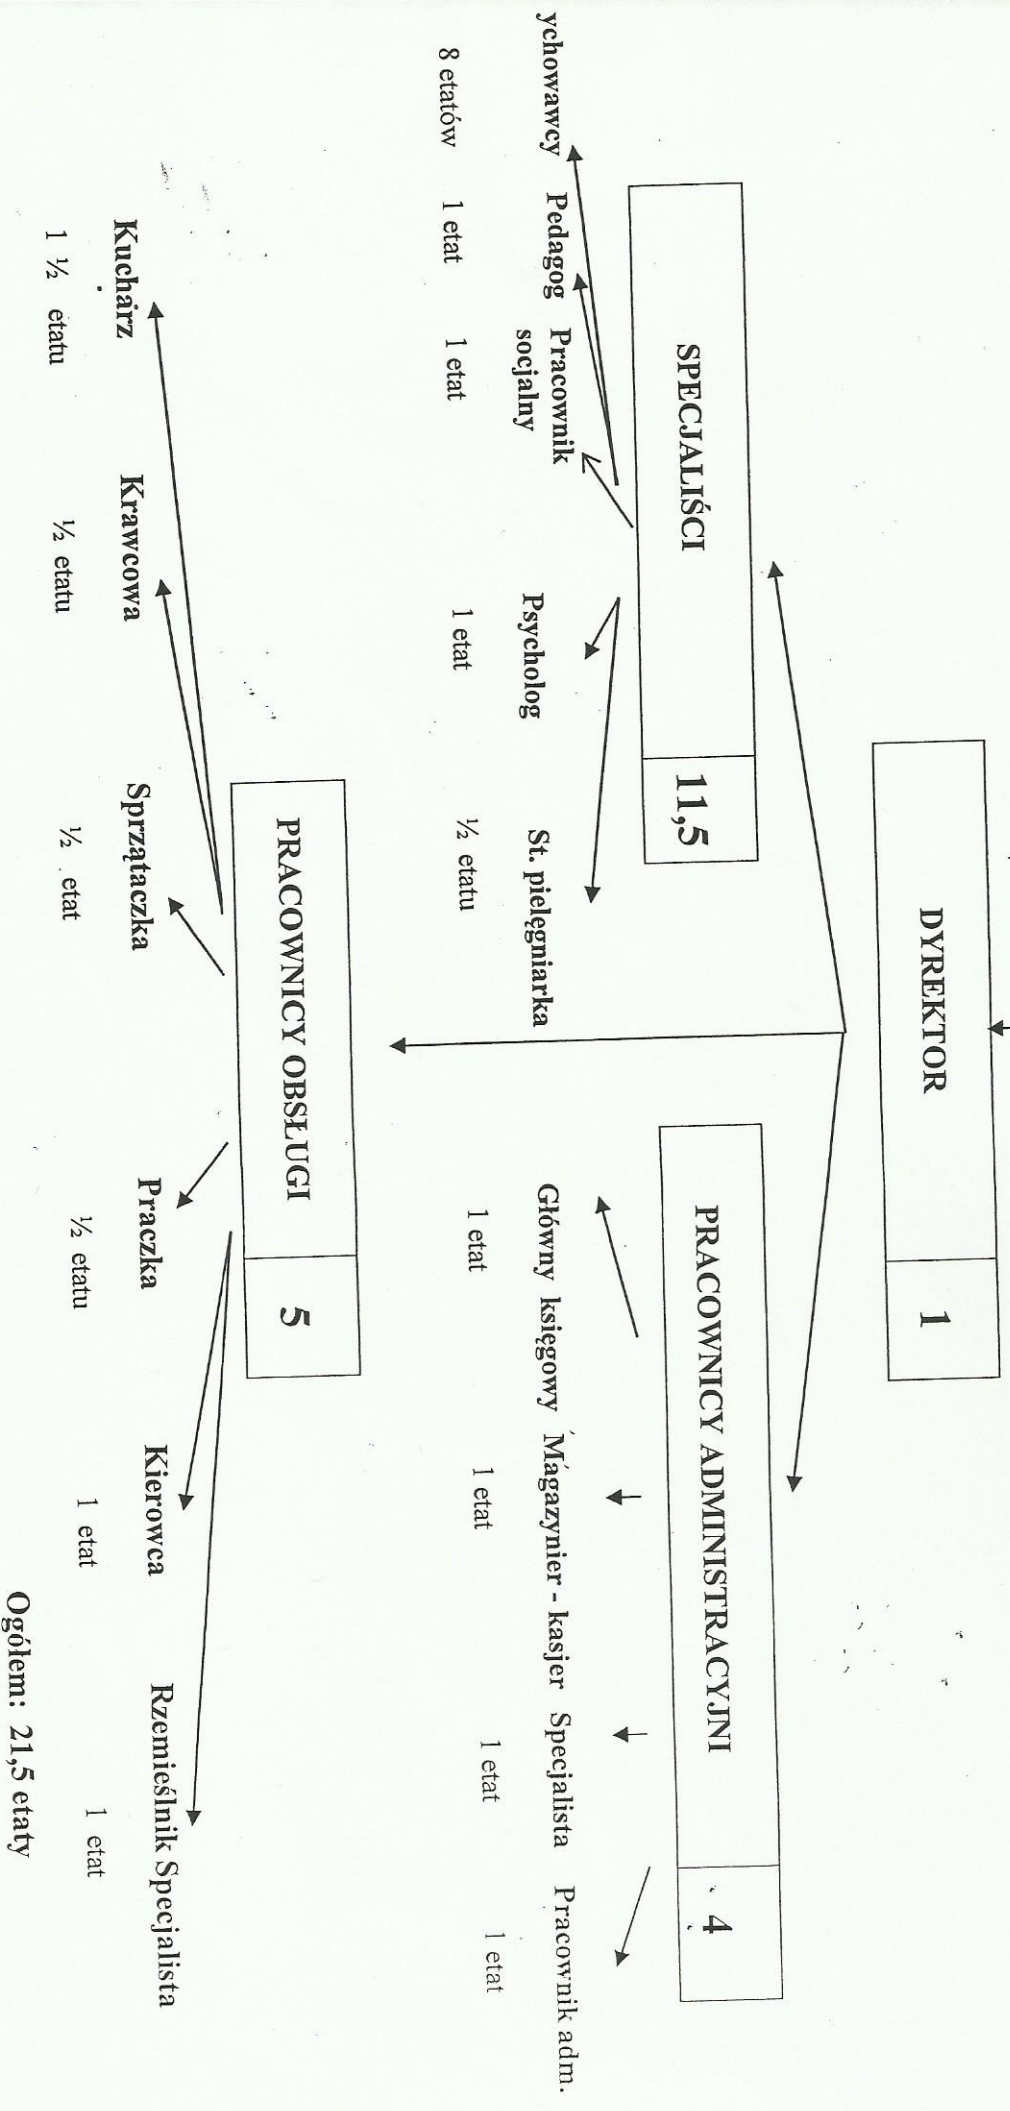 DYREKTOR 1
SPECJALIŚCI 11,5
PRACOWNICY ADMINISTRACYJNI 4
ychowawcy Pedagog Pracownik socjalny Psycholog St. pielęgniarka
8 etatów 1 etat 1 etat 1 etat ½ etatu
Główny księgowy Magazynier - kasjer Specjalista Pracownik adm.
1 etat 1 etat 1 etat 1 etat
PRACOWNICY OBSŁUGI 5
Kucharz Krawcowa Sprzątaczka Praczka Kierowca Rzemieślnik Specjalista
1 ½ etatu ½ etatu ½ etat ½ etatu 1 etat 1 etat
Ogółem: 21,5 etaty